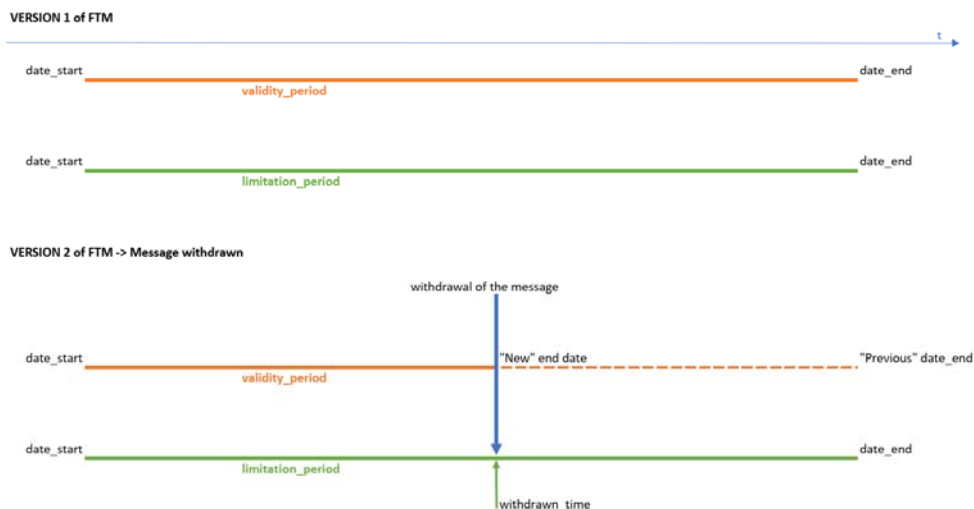 VERSION 1 of FTM
t
date_start date_end
validity_period
date_start date_end
limitation_period
VERSION 2 of FTM -> Message withdrawn
withdrawal of the message
date_start "New" end date "Previous" date_end
validity_period
date_start date_end
limitation_period
withdrawn_time